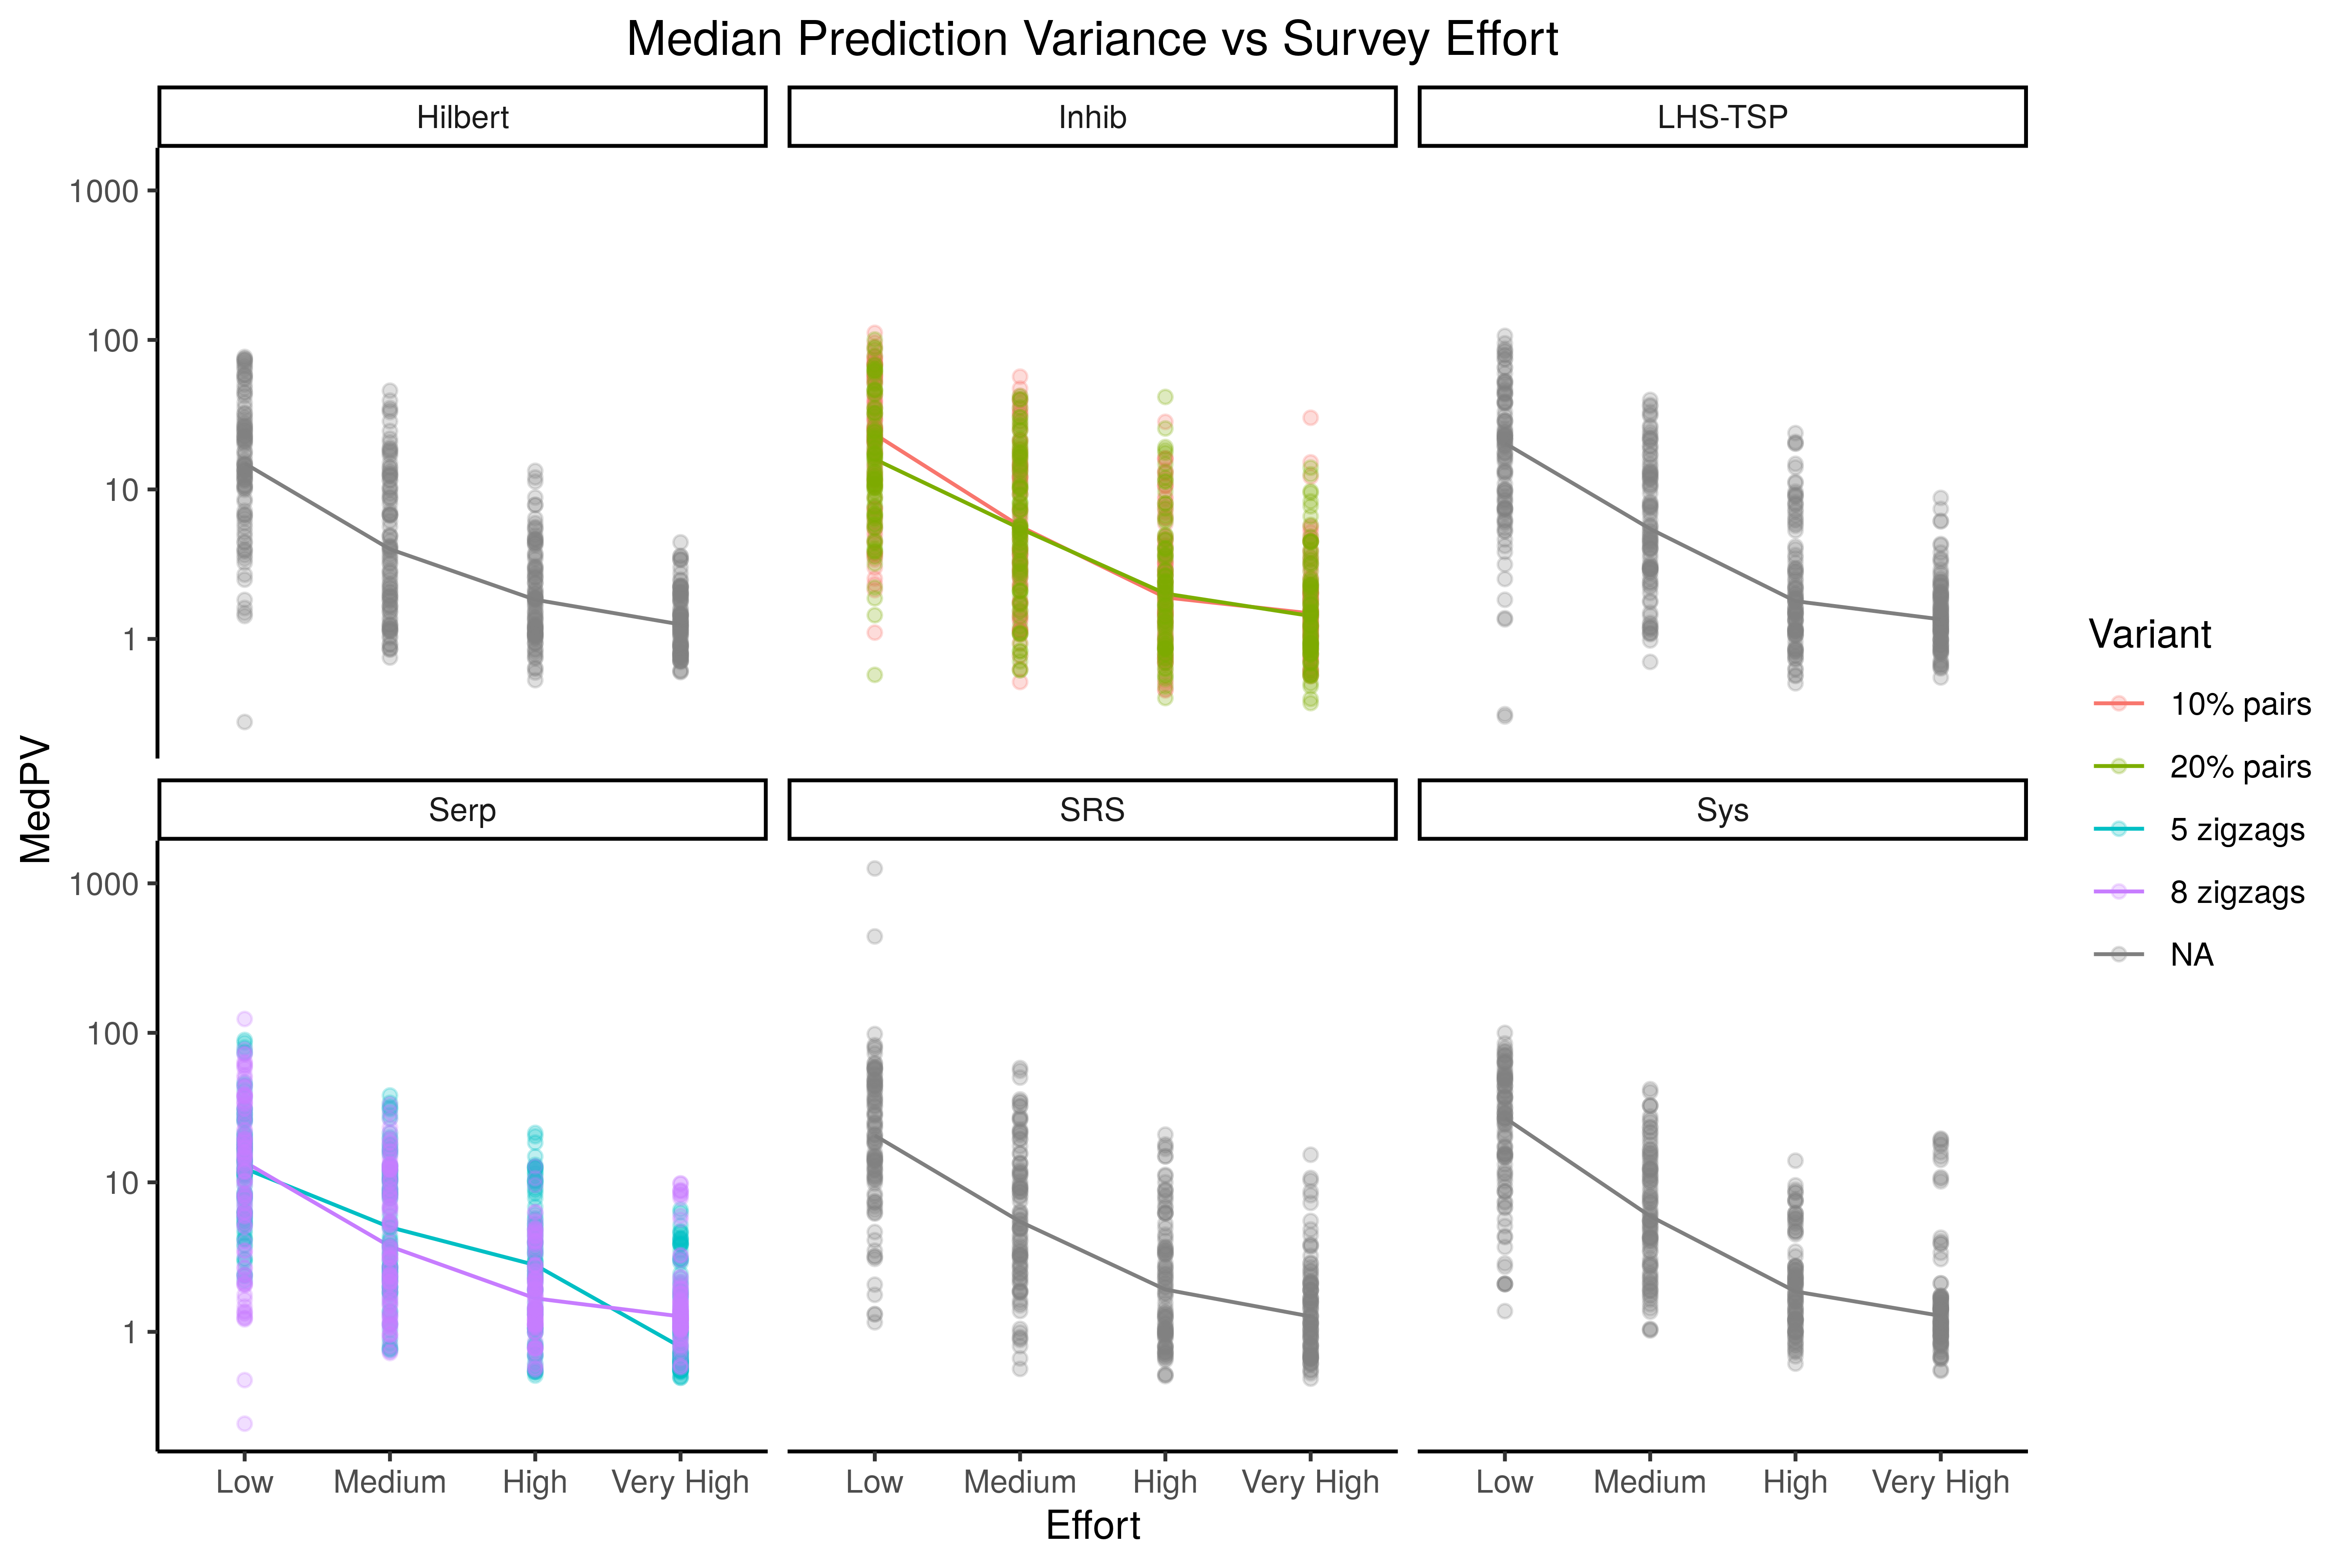 Median Prediction Variance vs Survey Effort
Hilbert
Inhib
LHS-TSP
1000
100
10
1
Serp
SRS
Sys
1000
100
10
1
Low Medium High Very High
Low Medium High Very High
Low Medium High Very High
Effort
MedPV
Variant
10% pairs
20% pairs
5 zigzags
8 zigzags
NA